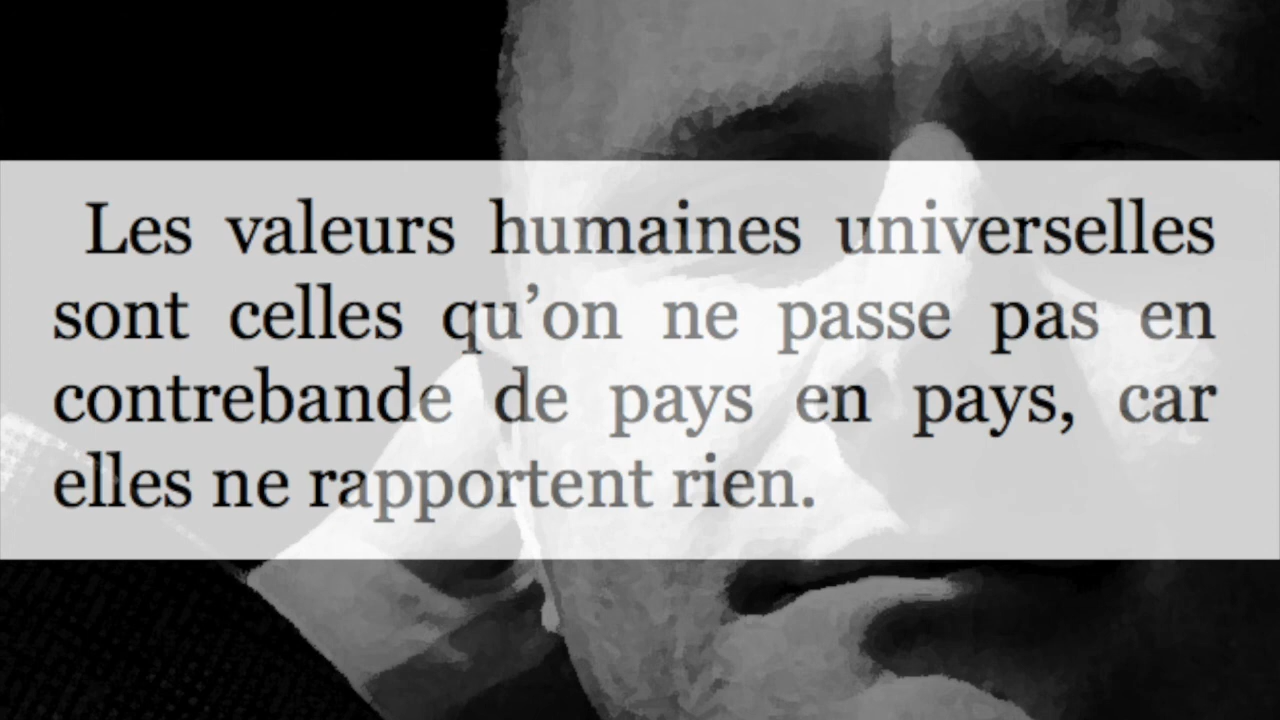 Les valeurs humaines universelles
sont celles qu’on ne passe pas en
contrebande de pays en pays, car
elles ne rapportent rien.